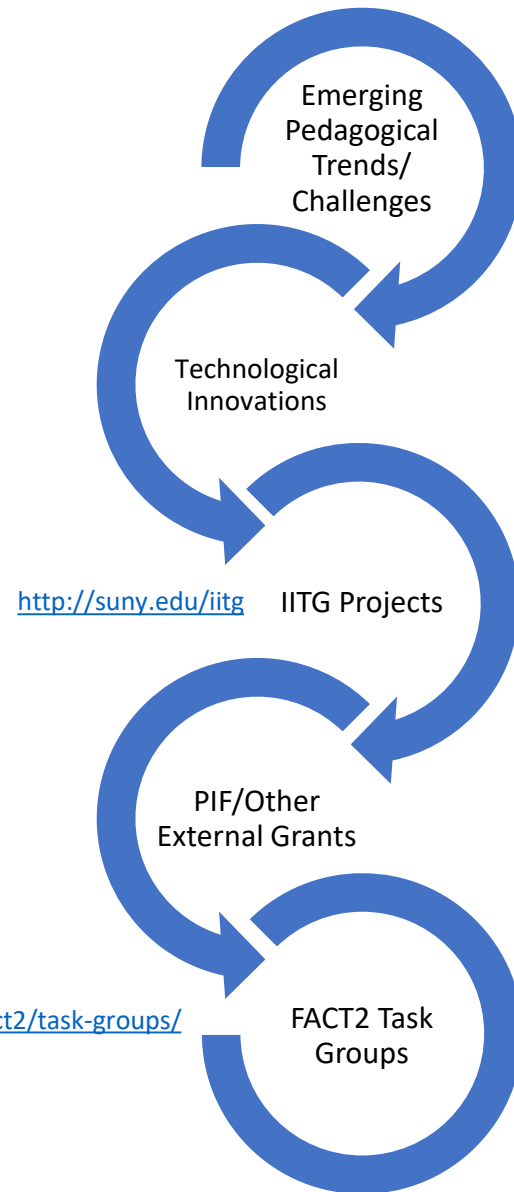 Emerging
Pedagogical
Trends/
Challenges
Technological
Innovations
http://suny.edu/iitg
IITG Projects
PIF/Other
External Grants
ct2/task-groups/
FACT2 Task
Groups